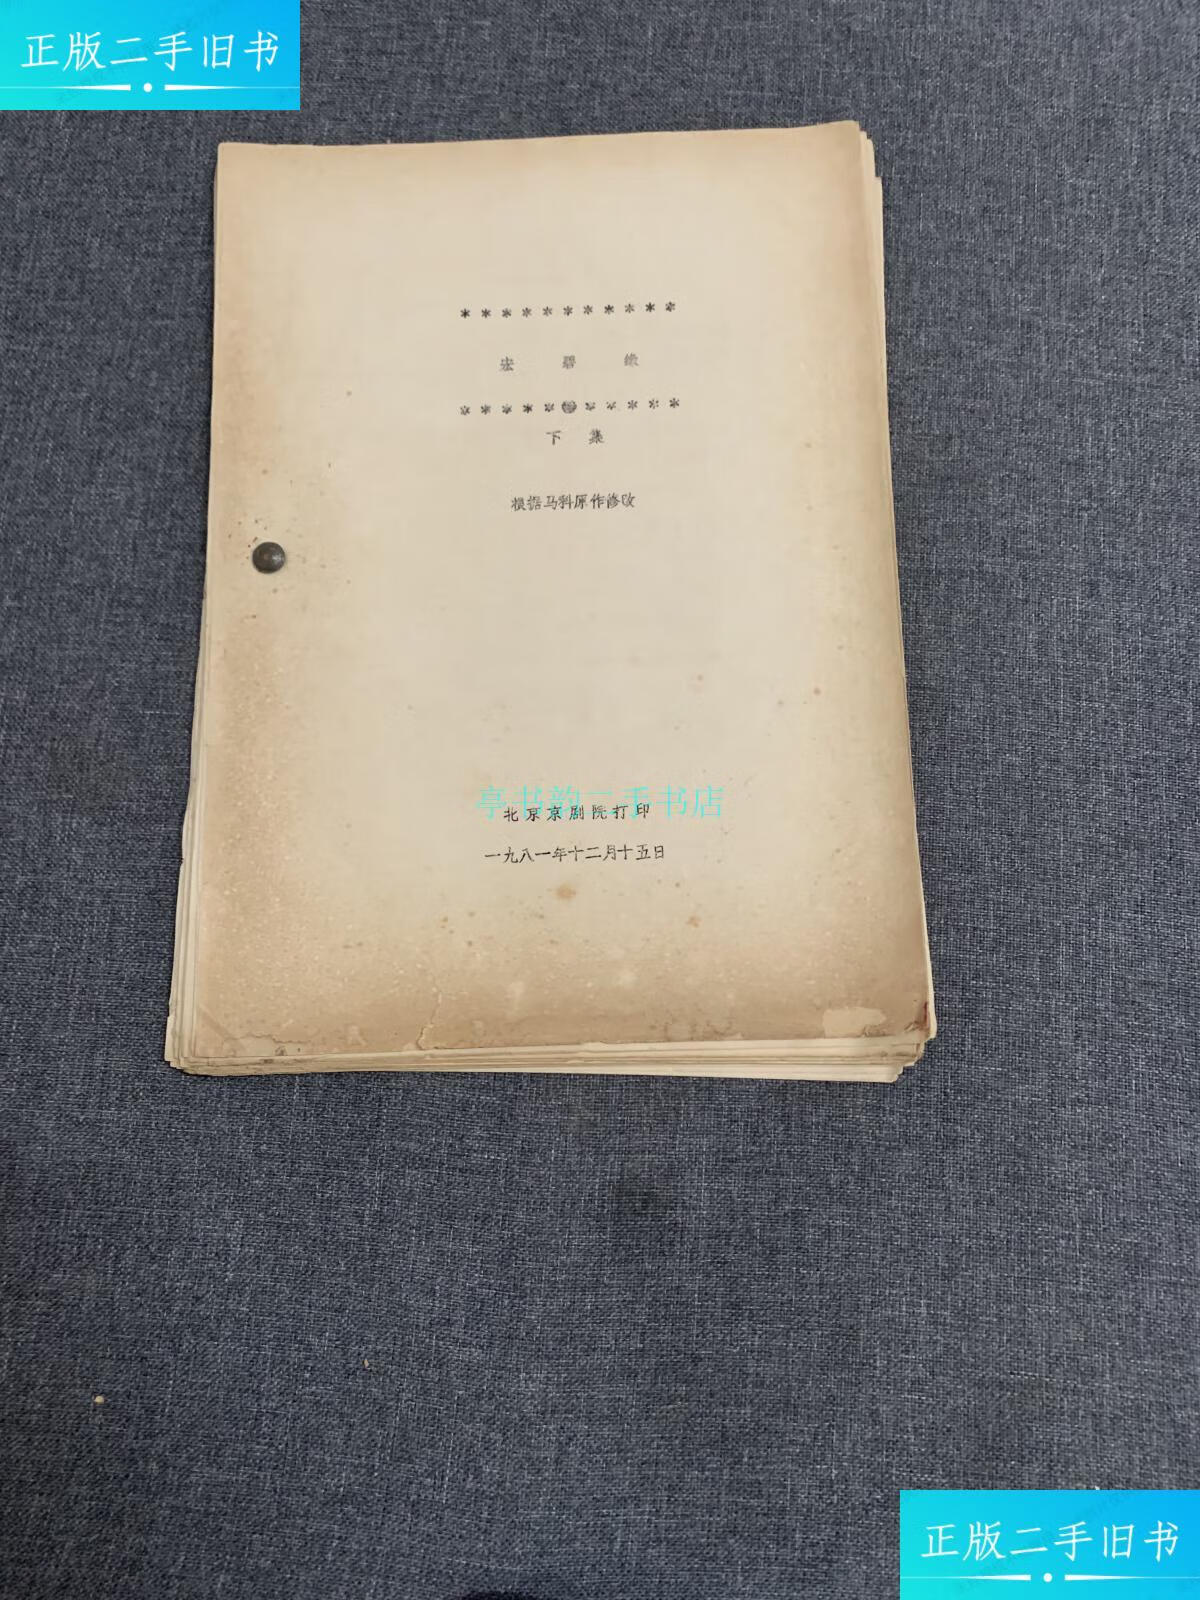 正版二手旧书
* * * * * * * * * * *
宏 碧 缘
* * * * * * * * * * *
下 集
根据马科原作修改
亭书韵二手书店
北京京剧院打印
一九八一年十二月十五日
正版二手旧书